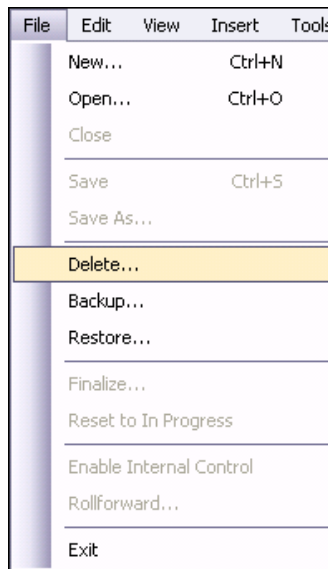 File Edit View Insert Tools
New... Ctrl+N
Open... Ctrl+O
Close
Save Ctrl+S
Save As...
Delete...
Backup...
Restore...
Finalize...
Reset to In Progress
Enable Internal Control
Rollforward...
Exit